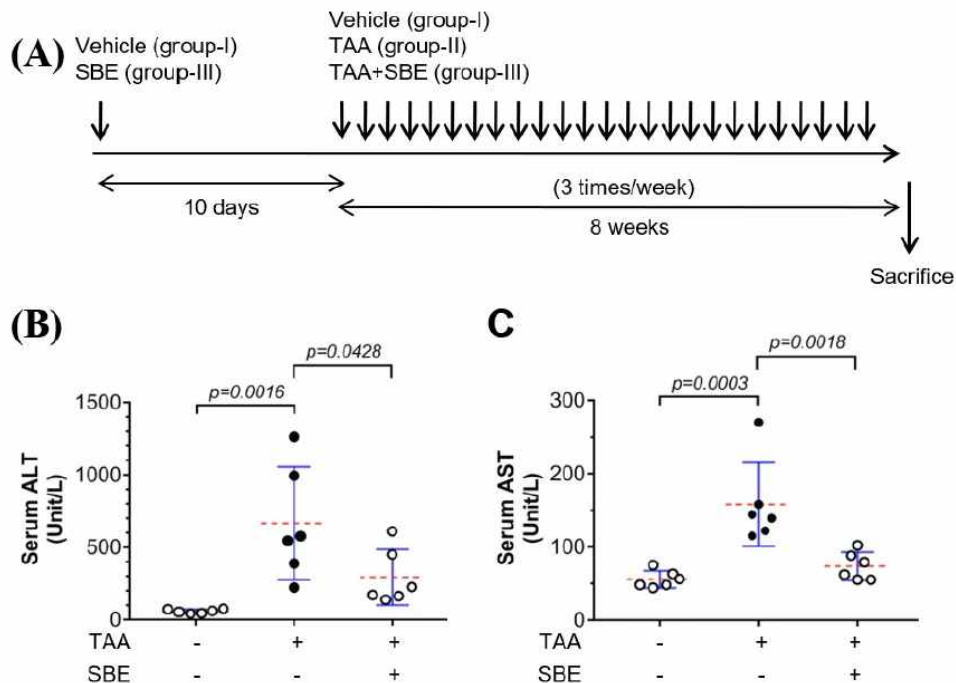 (A)
Vehicle (group-I)
SBE (group-III)
Vehicle (group-I)
TAA (group-II)
TAA+SBE (group-III)
10 days
(3 times/week)
8 weeks
Sacrifice
(B)
p=0.0428
p=0.0016
1500
1000
500
0
Serum ALT
(Unit/L)
TAA - + +
SBE - - +
C
p=0.0018
p=0.0003
300
200
100
0
Serum AST
(Unit/L)
TAA - + +
SBE - - +